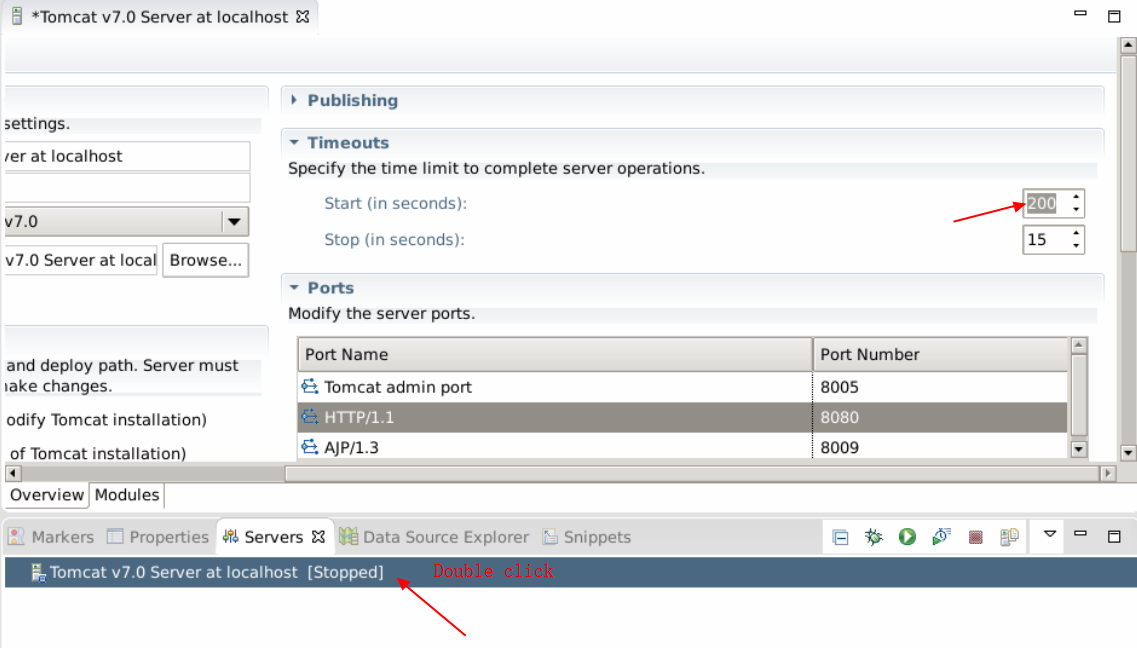 *Tomcat v7.0 Server at localhost
Publishing
settings.
Timeouts
ver at localhost
Specify the time limit to complete server operations.
Start (in seconds):
200
v7.0
Stop (in seconds):
15
v7.0 Server at local
Browse...
Ports
Modify the server ports.
Port Name
Port Number
and deploy path. Server must
make changes.
Tomcat admin port
8005
HTTP/1.1
8080
odify Tomcat installation)
AJP/1.3
8009
of Tomcat installation)
Overview
Modules
Markers
Properties
Servers
Data Source Explorer
Snippets
Tomcat v7.0 Server at localhost [Stopped]
Double click